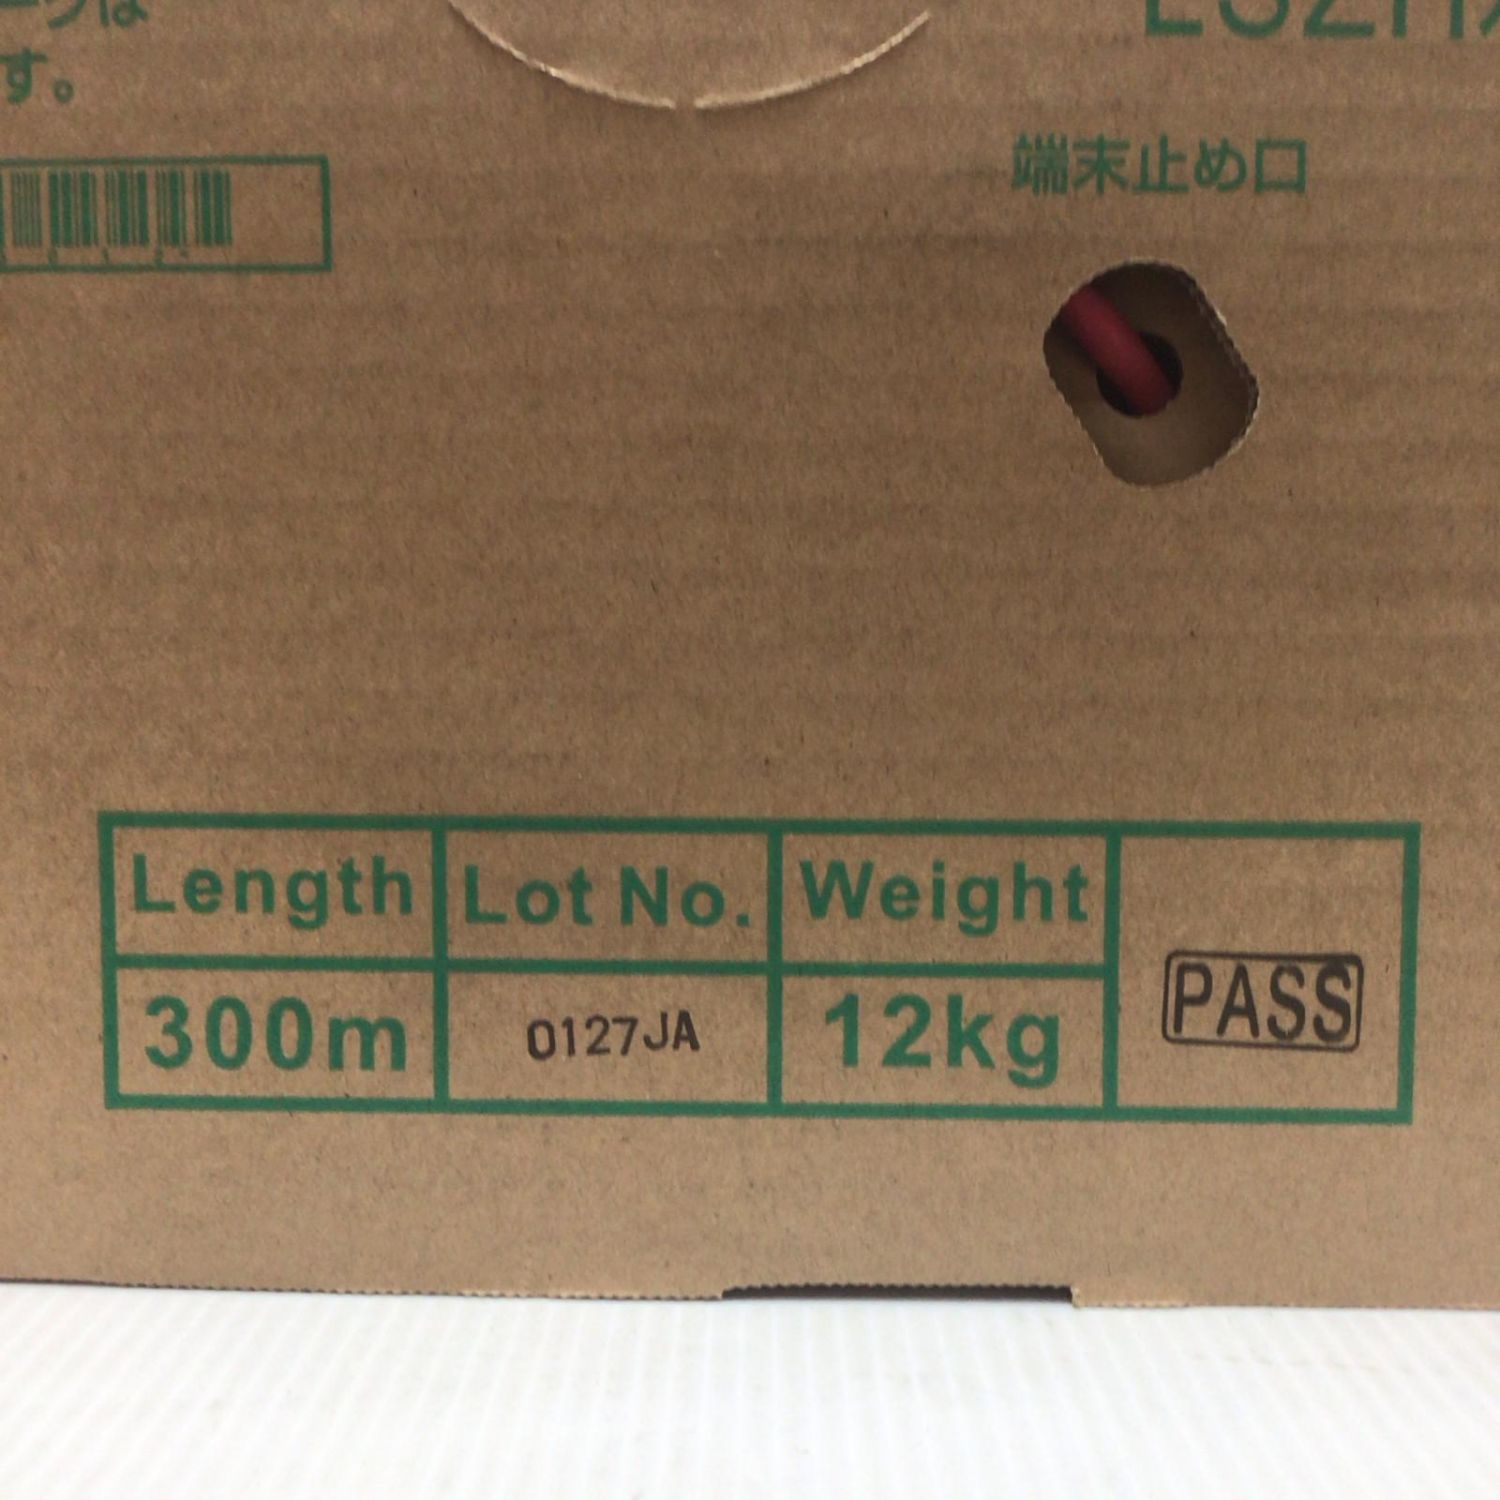 す。
端末止め口
Length Lot No. Weight
300m 0127JA 12kg PASS